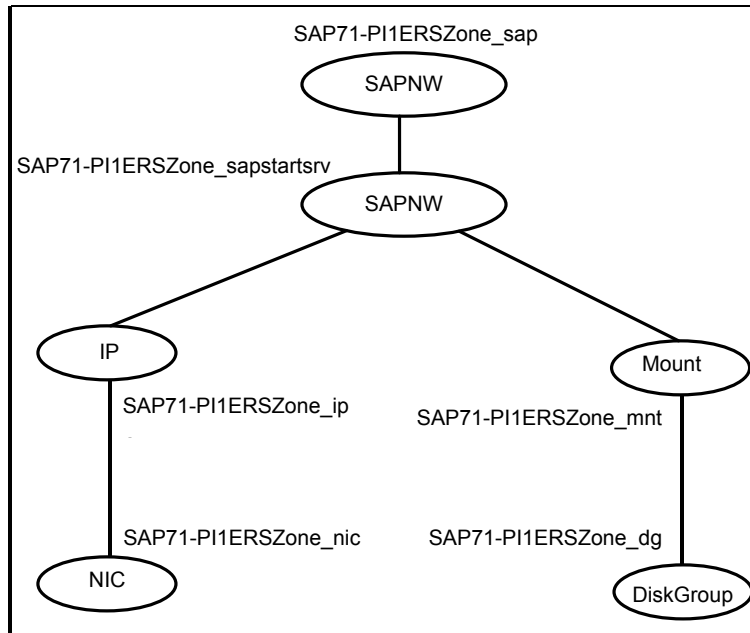 SAP71-PI1ERSZone_sap
SAPNW
SAP71-PI1ERSZone_sapstartsrv
SAPNW
IP
Mount
SAP71-PI1ERSZone_ip
SAP71-PI1ERSZone_mnt
SAP71-PI1ERSZone_nic
SAP71-PI1ERSZone_dg
NIC
DiskGroup